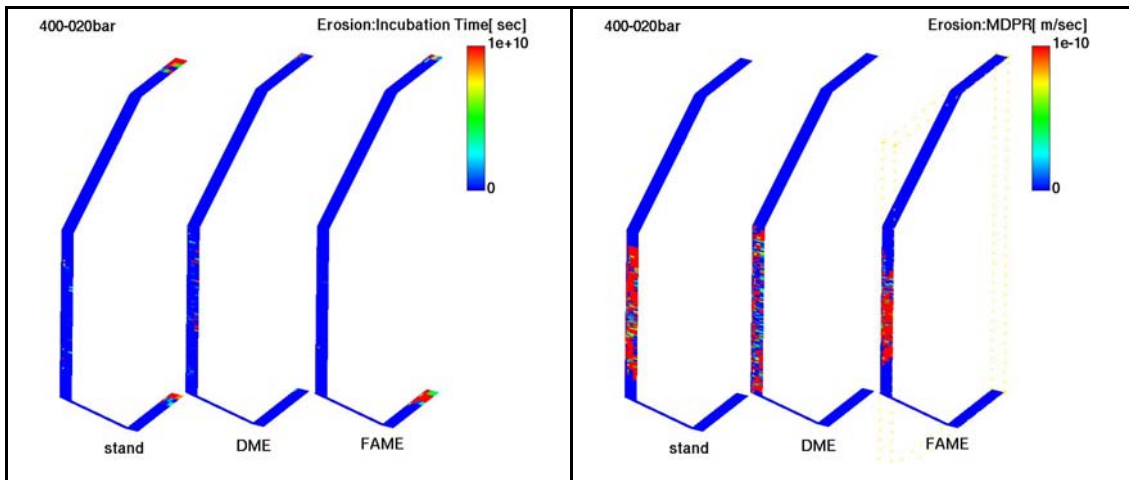 400-020bar
Erosion:Incubation Time[ sec]
1e+10
0
stand
DME
FAME
400-020bar
Erosion:MDPR[ m/sec]
1e-10
0
stand
DME
FAME